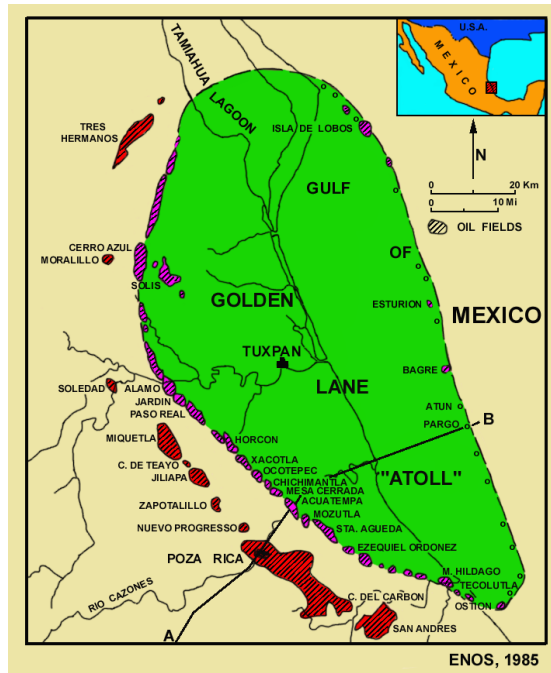 U.S.A.
MEXICO
TAMIAHUA
LAGOON
TRES
HERMANOS
ISLA DE LOBOS
N
GULF
0 20 Km
0 10 Mi
OIL FIELDS
CERRO AZUL
MORALILLO
OF
SOLIS
GOLDEN
ESTURION
MEXICO
TUXPAN
BAGRE
SOLEDAD
ALAMO
LANE
JARDIN
PASO REAL
ATUN
PARGO
B
MIQUETLA
HORCON
XACOTLA
C. DE TEAYO
OCOTEPEC
JILIAPA
CHICHIMANTLA
"ATOLL"
MESA CERRADA
ACUATEMPA
ZAPOTALILLO
MOZUTLA
NUEVO PROGRESSO
STA. AGUEDA
POZA RICA
EZEQUIEL ORDONEZ
M. HILDAGO
TECOLUTLA
RIO CAZONES
C. DEL CARBON
OSTION
A
SAN ANDRES
ENOS, 1985